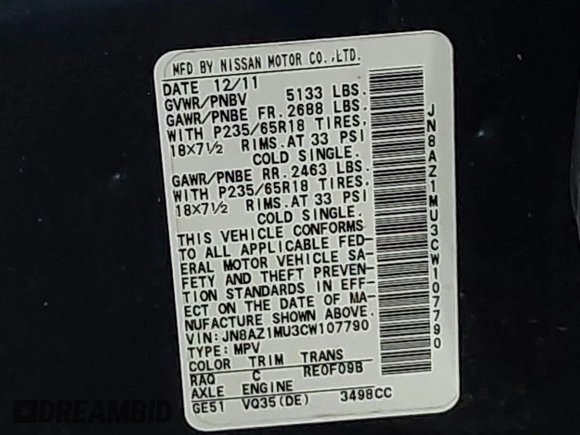 MFD BY NISSAN MOTOR CO.,LTD.
DATE 12/11
GVWR/PNBV 5133 LBS.
GAWR/PNBE FR. 2688 LBS.
WITH P235/65R18 TIRES,
18×7½ RIMS. AT 33 PSI
COLD SINGLE.
GAWR/PNBE RR. 2463 LBS.
WITH P235/65R18 TIRES,
18×7½ RIMS. AT 33 PSI
COLD SINGLE.
THIS VEHICLE CONFORMS
TO ALL APPLICABLE FED-
ERAL MOTOR VEHICLE SA-
FETY AND THEFT PREVEN-
TION STANDARDS IN EFF-
ECT ON THE DATE OF MA-
NUFACTURE SHOWN ABOVE.
VIN:JN8AZ1MU3CW107790
TYPE: MPV
COLOR TRIM TRANS
RAQ C RE0F09B
AXLE ENGINE
GE51 VQ35(DE) 3498CC
JN8AZ1MU3CW107790
DREAMBID